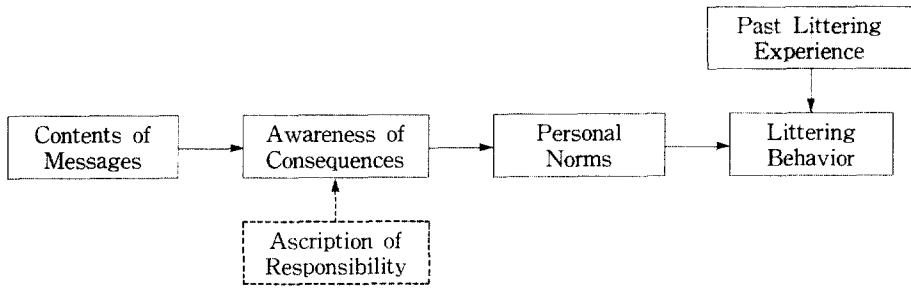 Past Littering
Experience
Contents of
Messages
Awareness of
Consequences
Personal
Norms
Littering
Behavior
Ascription of
Responsibility